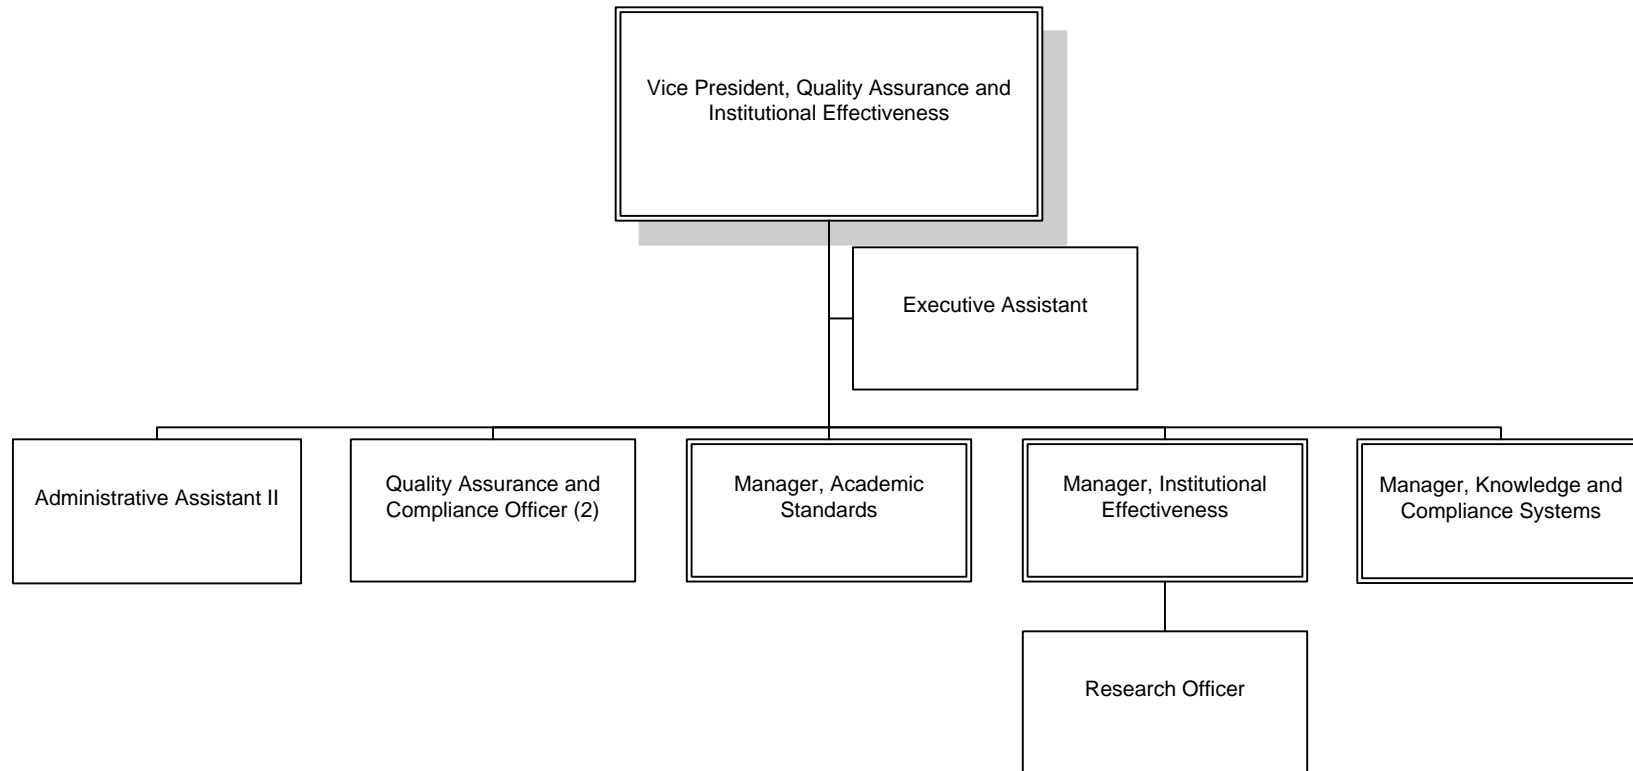 Vice President, Quality Assurance and
Institutional Effectiveness
Executive Assistant
Administrative Assistant II
Quality Assurance and
Compliance Officer (2)
Manager, Academic
Standards
Manager, Institutional
Effectiveness
Manager, Knowledge and
Compliance Systems
Research Officer